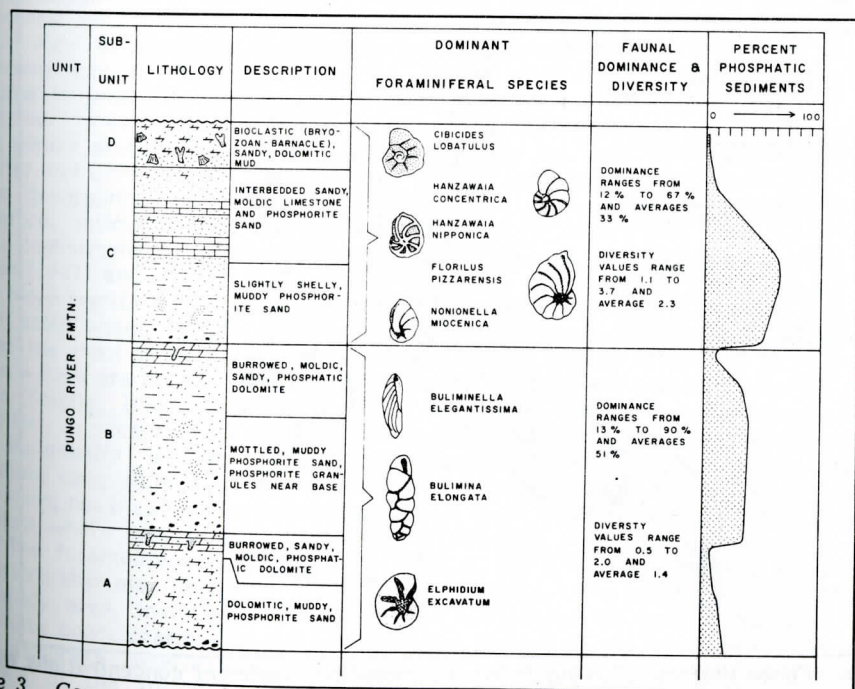 UNIT
SUB-
UNIT
LITHOLOGY
DESCRIPTION
DOMINANT
FORAMINIFERAL SPECIES
FAUNAL
DOMINANCE &
DIVERSITY
PERCENT
PHOSPHATIC
SEDIMENTS
0
100
PUNGO RIVER FMTN.
D
BIOCLASTIC (BRYO-
ZOAN - BARNACLE),
SANDY, DOLOMITIC
MUD
C
INTERBEDDED SANDY,
MOLDIC LIMESTONE
AND PHOSPHORITE
SAND
SLIGHTLY SHELLY,
MUDDY PHOSPHOR-
ITE SAND
CIBICIDES
LOBATULUS
HANZAWAIA
CONCENTRICA
HANZAWAIA
NIPPONICA
FLORILUS
PIZZARENSIS
NONIONELLA
MIOCENICA
DOMINANCE
RANGES FROM
12 % TO 67 %
AND AVERAGES
33 %
DIVERSITY
VALUES RANGE
FROM 1.1 TO
3.7 AND
AVERAGE 2.3
B
BURROWED, MOLDIC,
SANDY, PHOSPHATIC
DOLOMITE
MOTTLED, MUDDY
PHOSPHORITE SAND,
PHOSPHORITE GRAN-
ULES NEAR BASE
A
BURROWED, SANDY,
MOLDIC, PHOSPHAT-
IC DOLOMITE
DOLOMITIC, MUDDY,
PHOSPHORITE SAND
BULIMINELLA
ELEGANTISSIMA
BULIMINA
ELONGATA
ELPHIDIUM
EXCAVATUM
DOMINANCE
RANGES FROM
13 % TO 90 %
AND AVERAGES
51 %
DIVERSTY
VALUES RANGE
FROM 0.5 TO
2.0 AND
AVERAGE 1.4
3.